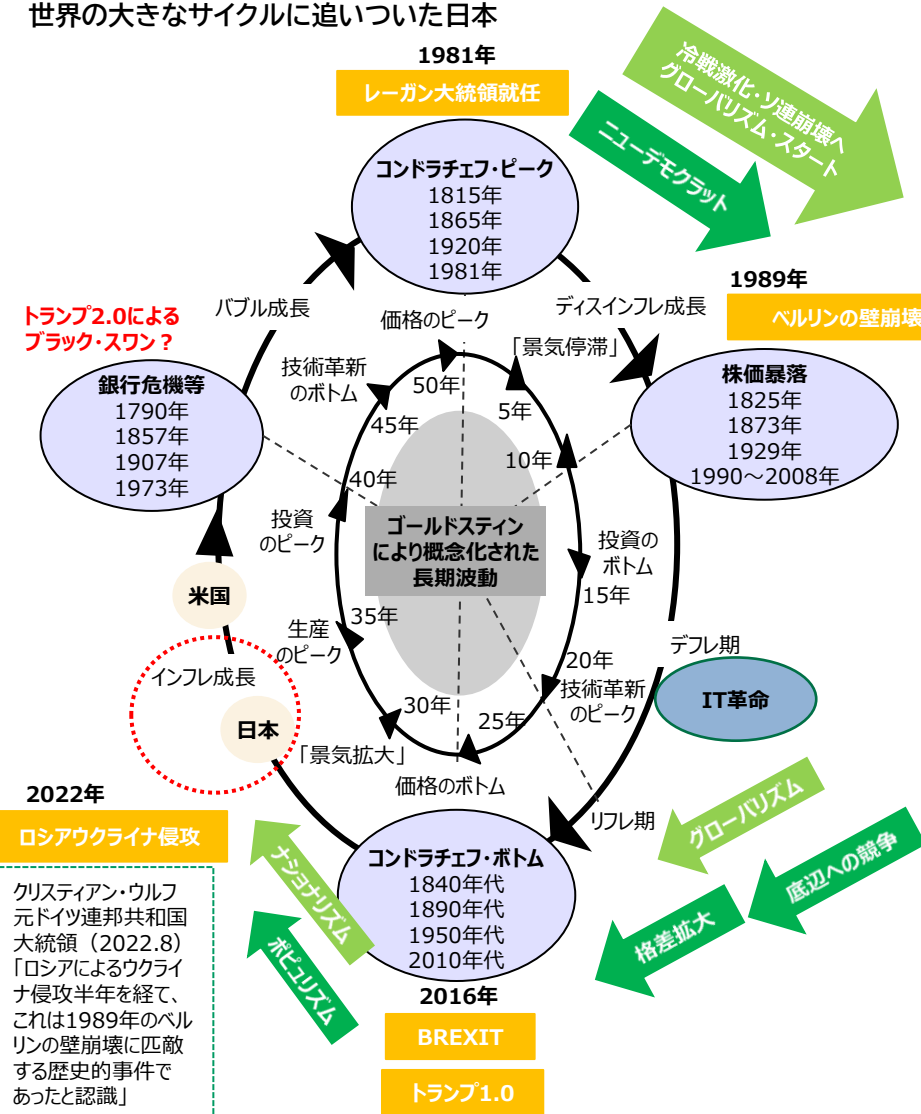 世界の大きなサイクルに追いついた日本
1981年
レーガン大統領就任
冷戦激化・ソ連崩壊へ
グローバリズム・スタート
ニューデモクラット
コンドラチェフ・ピーク
1815年
1865年
1920年
1981年
1989年
ベルリンの壁崩壊
トランプ2.0による
ブラック・スワン？
バブル成長
価格のピーク
ディスインフレ成長
「景気停滞」
技術革新
のボトム
50年
5年
45年
10年
40年
銀行危機等
1790年
1857年
1907年
1973年
株価暴落
1825年
1873年
1929年
1990～2008年
投資
のピーク
ゴールドスティン
により概念化された
長期波動
投資の
ボトム
15年
米国
35年
生産
のピーク
20年
技術革新
のピーク
デフレ期
IT革命
インフレ成長
日本
30年
25年
「景気拡大」
価格のボトム
リフレ期
グローバリズム
底辺への競争
格差拡大
2022年
ロシアウクライナ侵攻
ナショナリズム
ポピュリズム
コンドラチェフ・ボトム
1840年代
1890年代
1950年代
2010年代
クリスティアン・ウルフ
元ドイツ連邦共和国
大統領（2022.8）
「ロシアによるウクライ
ナ侵攻半年を経て、
これは1989年のベル
リンの壁崩壊に匹敵
する歴史的事件で
あったと認識」
2016年
BREXIT
トランプ1.0